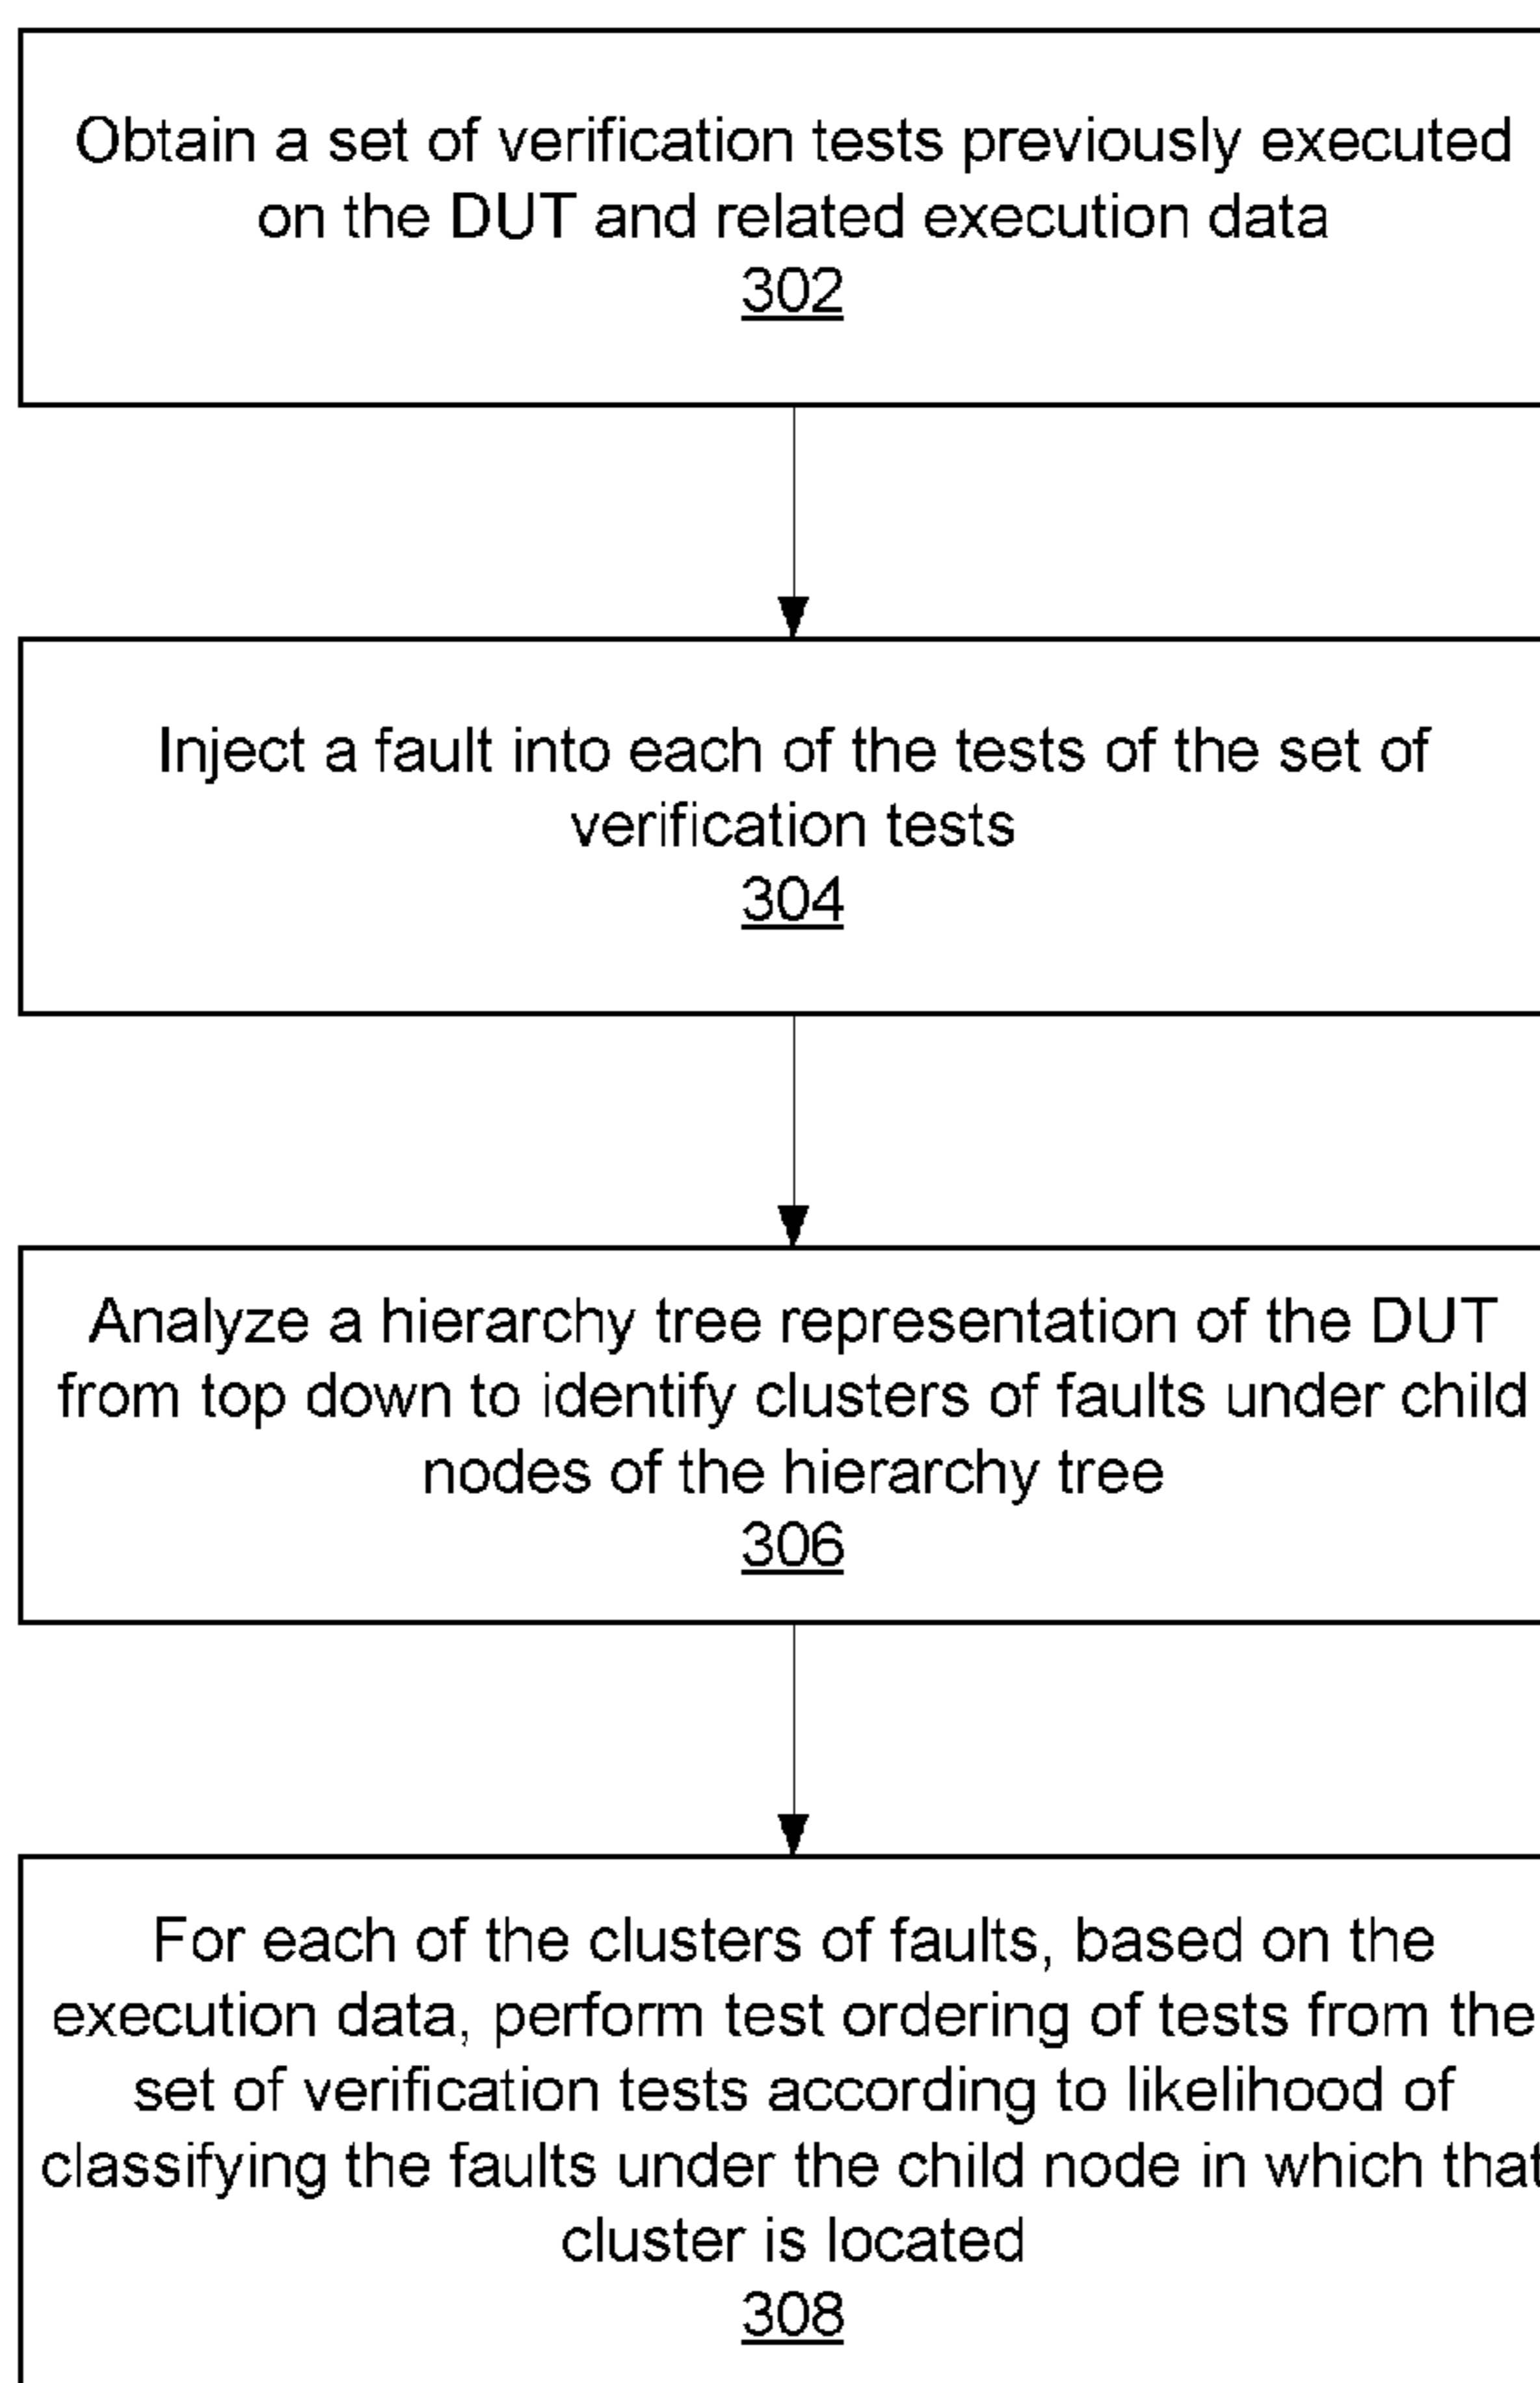 Obtain a set of verification tests previously executed
on the DUT and related execution data
302
Inject a fault into each of the tests of the set of
verification tests
304
Analyze a hierarchy tree representation of the DUT
from top down to identify clusters of faults under child
nodes of the hierarchy tree
306
For each of the clusters of faults, based on the
execution data, perform test ordering of tests from the
set of verification tests according to likelihood of
classifying the faults under the child node in which that
cluster is located
308